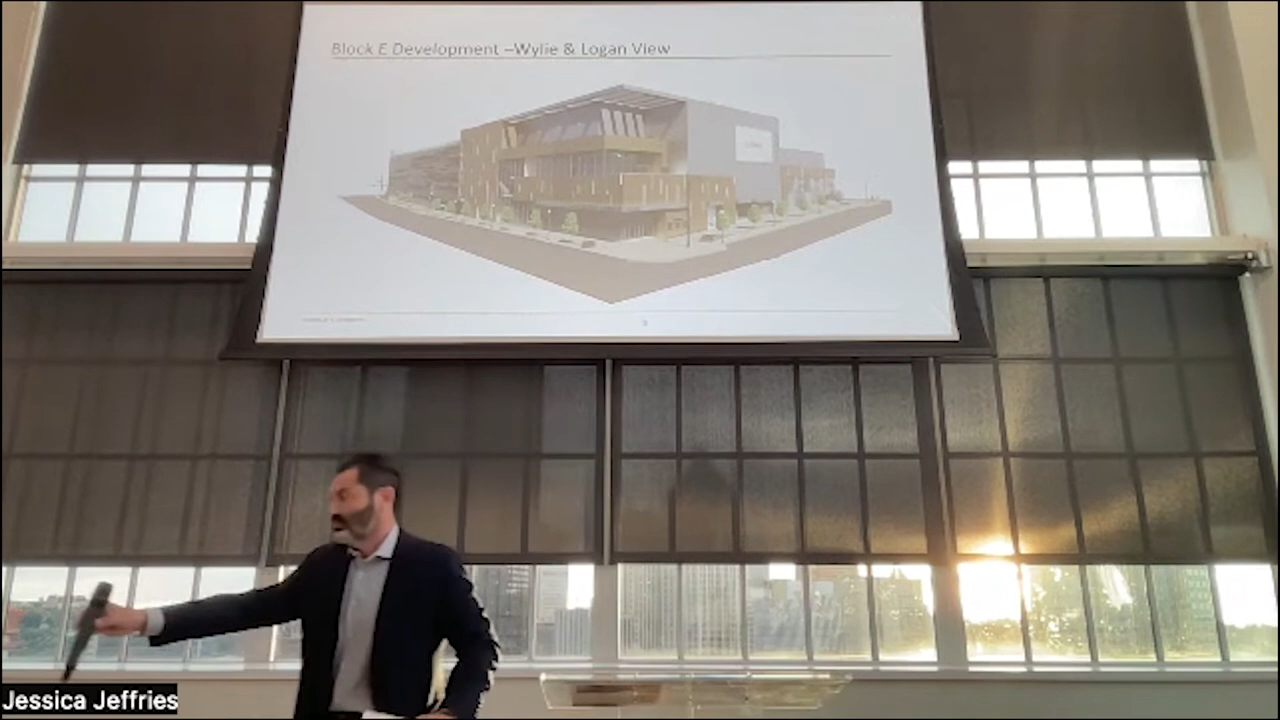 Block E Development –Wylie & Logan View
Jessica Jeffries